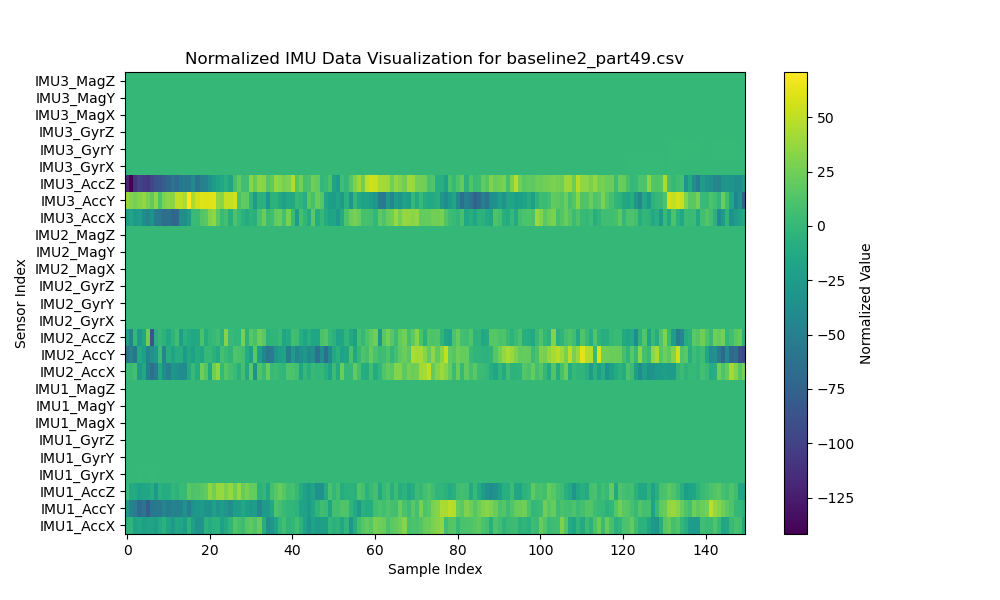 Normalized IMU Data Visualization for baseline2_part49.csv
IMU3_MagZ
IMU3_MagY
IMU3_MagX
IMU3_GyrZ
IMU3_GyrY
IMU3_GyrX
IMU3_AccZ
IMU3_AccY
IMU3_AccX
IMU2_MagZ
IMU2_MagY
IMU2_MagX
IMU2_GyrZ
IMU2_GyrY
IMU2_GyrX
IMU2_AccZ
IMU2_AccY
IMU2_AccX
IMU1_MagZ
IMU1_MagY
IMU1_MagX
IMU1_GyrZ
IMU1_GyrY
IMU1_GyrX
IMU1_AccZ
IMU1_AccY
IMU1_AccX
Sensor Index
0 20 40 60 80 100 120 140
Sample Index
50
25
0
−25
−50
−75
−100
−125
Normalized Value